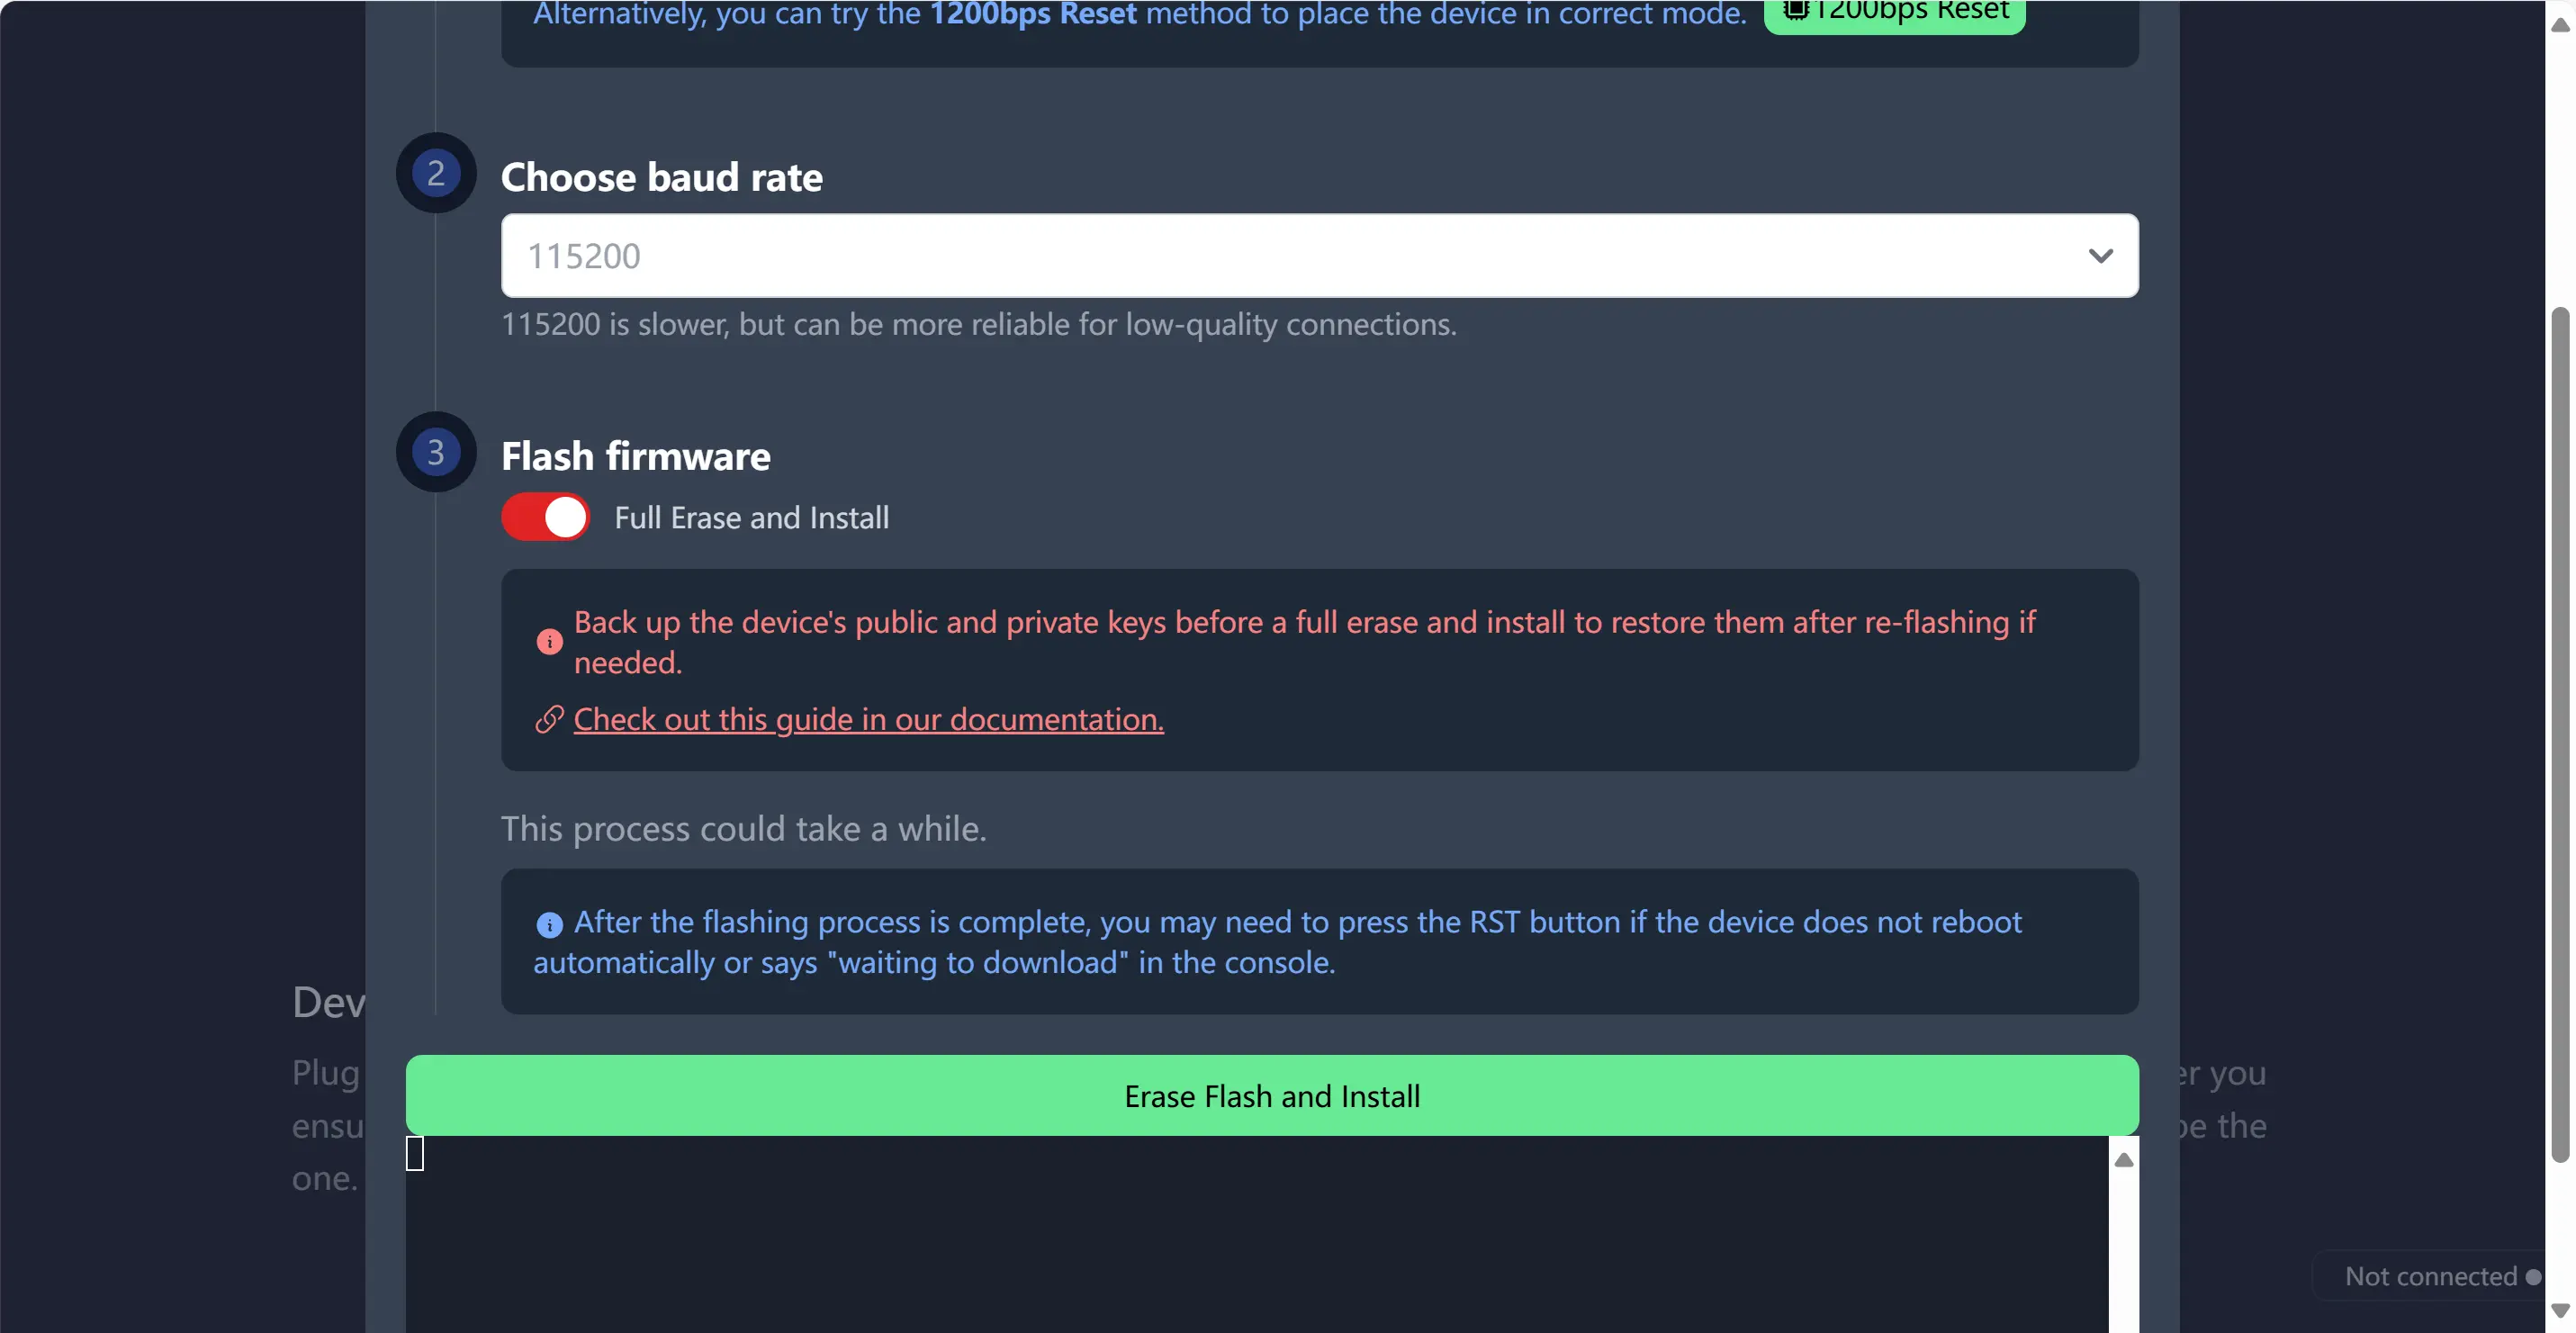 Alternatively, you can try the 1200bps Reset method to place the device in correct mode. 1200bps Reset
2 Choose baud rate
115200
115200 is slower, but can be more reliable for low-quality connections.
3 Flash firmware
Full Erase and Install
Back up the device's public and private keys before a full erase and install to restore them after re-flashing if
needed.
Check out this guide in our documentation.
This process could take a while.
After the flashing process is complete, you may need to press the RST button if the device does not reboot
automatically or says "waiting to download" in the console.
Erase Flash and Install
Dev
Plug
er you
ensu
be the
one.
Not connected